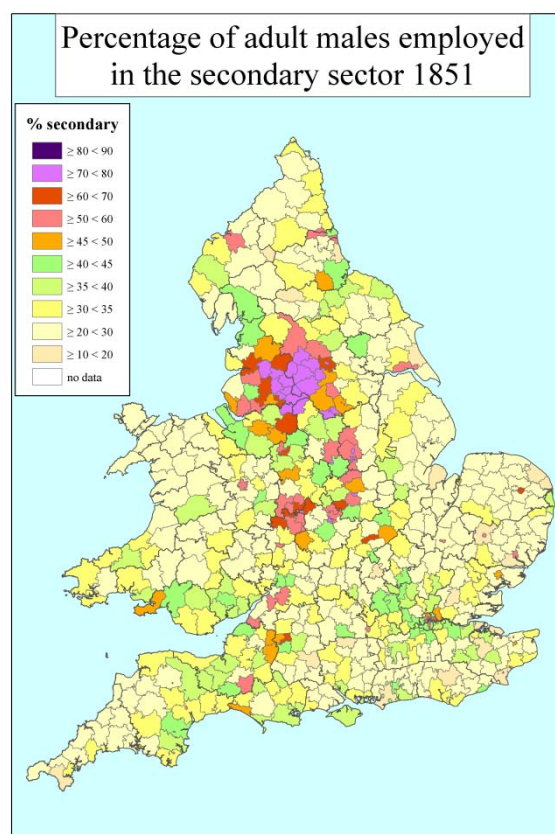 Percentage of adult males employed
in the secondary sector 1851
% secondary
≥ 80 < 90
≥ 70 < 80
≥ 60 < 70
≥ 50 < 60
≥ 45 < 50
≥ 40 < 45
≥ 35 < 40
≥ 30 < 35
≥ 20 < 30
≥ 10 < 20
no data